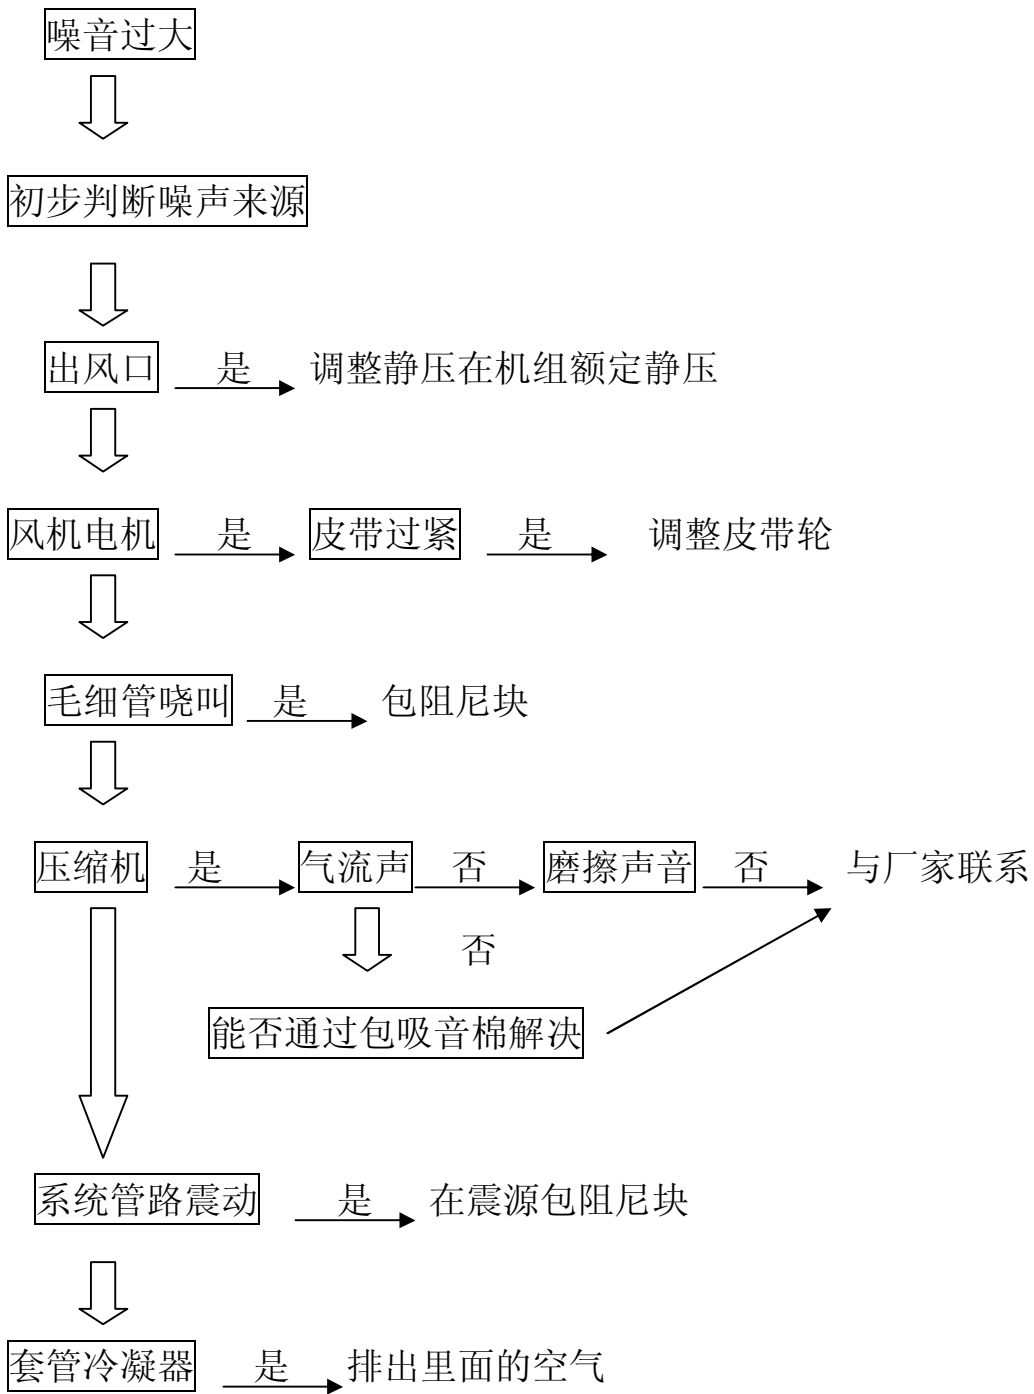 噪音过大
初步判断噪声来源
出风口 是 调整静压在机组额定静压
风机电机 是 皮带过紧 是 调整皮带轮
毛细管哓叫 是 包阻尼块
压缩机 是 气流声 否 磨擦声音 否 与厂家联系
否
能否通过包吸音棉解决
系统管路震动 是 在震源包阻尼块
套管冷凝器 是 排出里面的空气